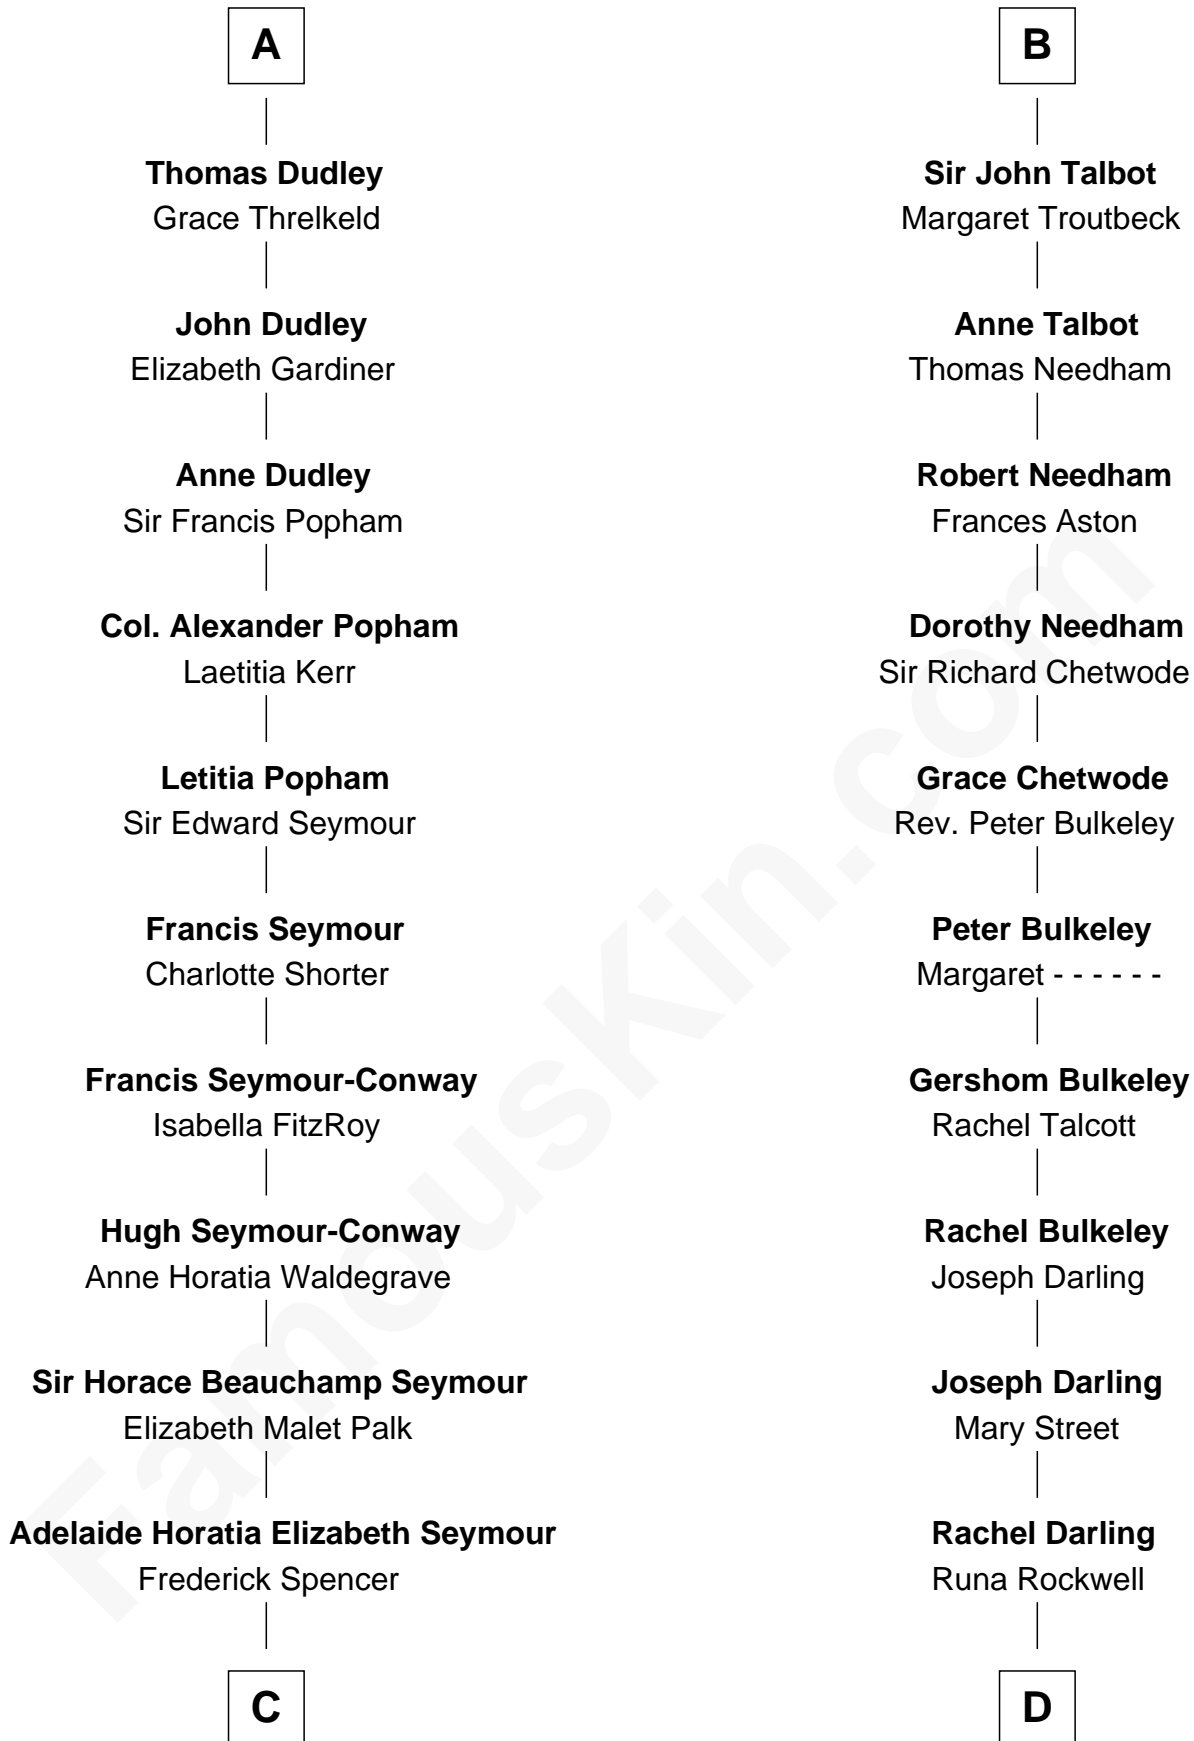 A
Thomas Dudley
Grace Threlkeld
John Dudley
Elizabeth Gardiner
Anne Dudley
Sir Francis Popham
Col. Alexander Popham
Laetitia Kerr
Letitia Popham
Sir Edward Seymour
Francis Seymour
Charlotte Shorter
Francis Seymour-Conway
Isabella FitzRoy
Hugh Seymour-Conway
Anne Horatia Waldegrave
Sir Horace Beauchamp Seymour
Elizabeth Malet Palk
Adelaide Horatia Elizabeth Seymour
Frederick Spencer
C
B
Sir John Talbot
Margaret Troutbeck
Anne Talbot
Thomas Needham
Robert Needham
Frances Aston
Dorothy Needham
Sir Richard Chetwode
Grace Chetwode
Rev. Peter Bulkeley
Peter Bulkeley
Margaret - - - - - -
Gershom Bulkeley
Rachel Talcott
Rachel Bulkeley
Joseph Darling
Joseph Darling
Mary Street
Rachel Darling
Runa Rockwell
D
FamousKin.com